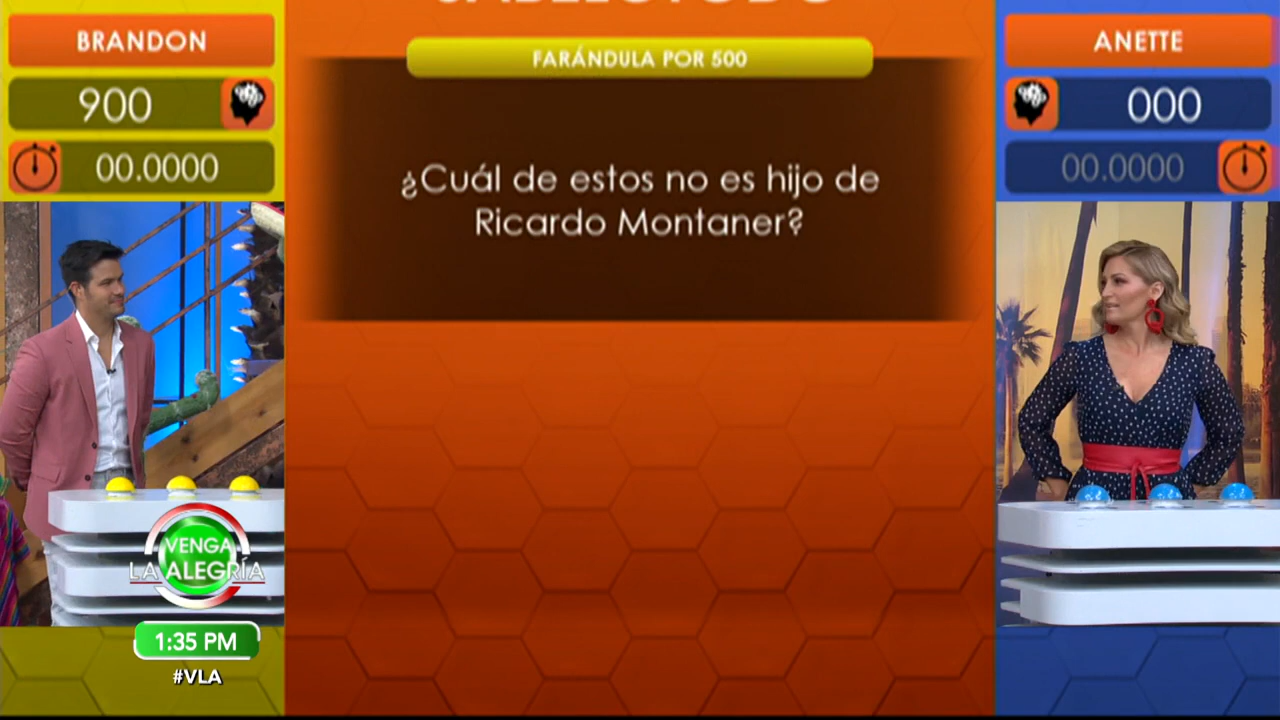 BRANDON
900
00.0000
FARÁNDULA POR 500
¿Cuál de estos no es hijo de
Ricardo Montaner?
ANETTE
000
00.0000
VENGA
LA ALEGRÍA
1:35 PM
#VLA